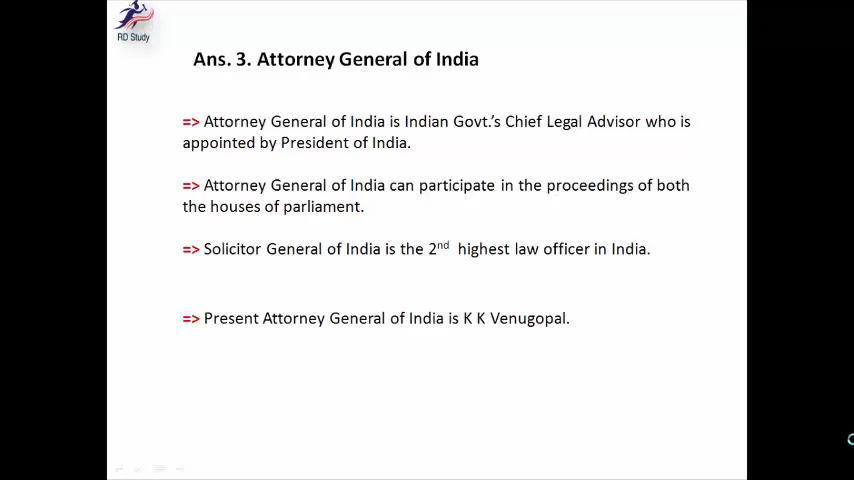 RD Study
Ans. 3. Attorney General of India
=> Attorney General of India is Indian Govt.’s Chief Legal Advisor who is
appointed by President of India.
=> Attorney General of India can participate in the proceedings of both
the houses of parliament.
=> Solicitor General of India is the 2nd highest law officer in India.
=> Present Attorney General of India is K K Venugopal.